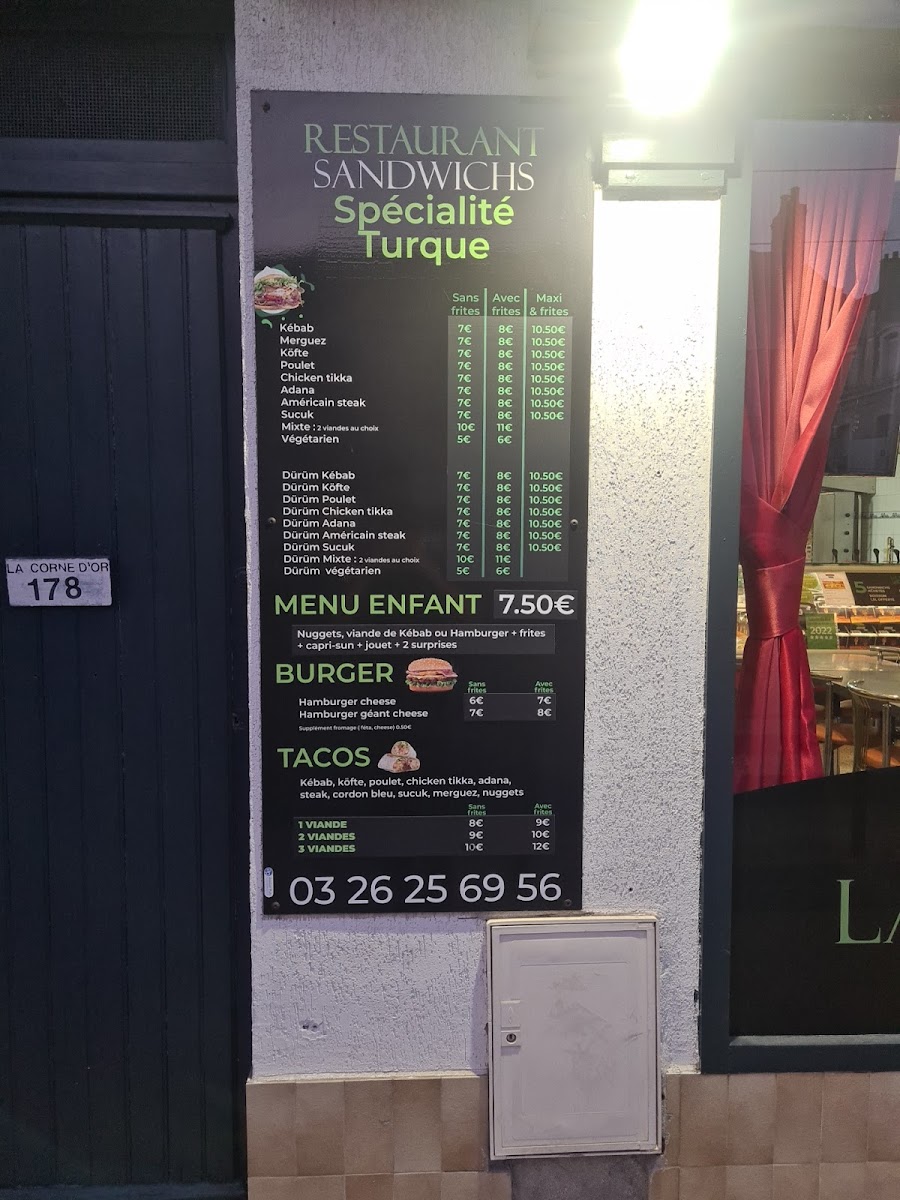 RESTAURANT
SANDWICHS
Spécialité
Turque
Sans frites Avec frites Maxi & frites
Kébab 7€ 8€ 10.50€
Merguez 7€ 8€ 10.50€
Köfte 7€ 8€ 10.50€
Poulet 7€ 8€ 10.50€
Chicken tikka 7€ 8€ 10.50€
Adana 7€ 8€ 10.50€
Américain steak 7€ 8€ 10.50€
Sucuk 7€ 8€ 10.50€
Mixte : 2 viandes au choix 10€ 11€
Végétarien 5€ 6€
Dürüm Kébab 7€ 8€ 10.50€
Dürüm Köfte 7€ 8€ 10.50€
Dürüm Poulet 7€ 8€ 10.50€
Dürüm Chicken tikka 7€ 8€ 10.50€
Dürüm Adana 7€ 8€ 10.50€
Dürüm Américain steak 7€ 8€ 10.50€
Dürüm Sucuk 7€ 8€ 10.50€
Dürüm Mixte : 2 viandes au choix 10€ 11€
Dürüm végétarien 5€ 6€
MENU ENFANT 7.50€
Nuggets, viande de Kébab ou Hamburger + frites
+ capri-sun + jouet + 2 surprises
BURGER
Sans frites Avec frites
Hamburger cheese 6€ 7€
Hamburger géant cheese 7€ 8€
Supplément fromage ( féta, cheese) 0.50€
TACOS
Kébab, köfte, poulet, chicken tikka, adana,
steak, cordon bleu, sucuk, merguez, nuggets
Sans frites Avec frites
1 VIANDE 8€ 9€
2 VIANDES 9€ 10€
3 VIANDES 10€ 12€
03 26 25 69 56
LA CORNE D'OR
178
5
2022
LA